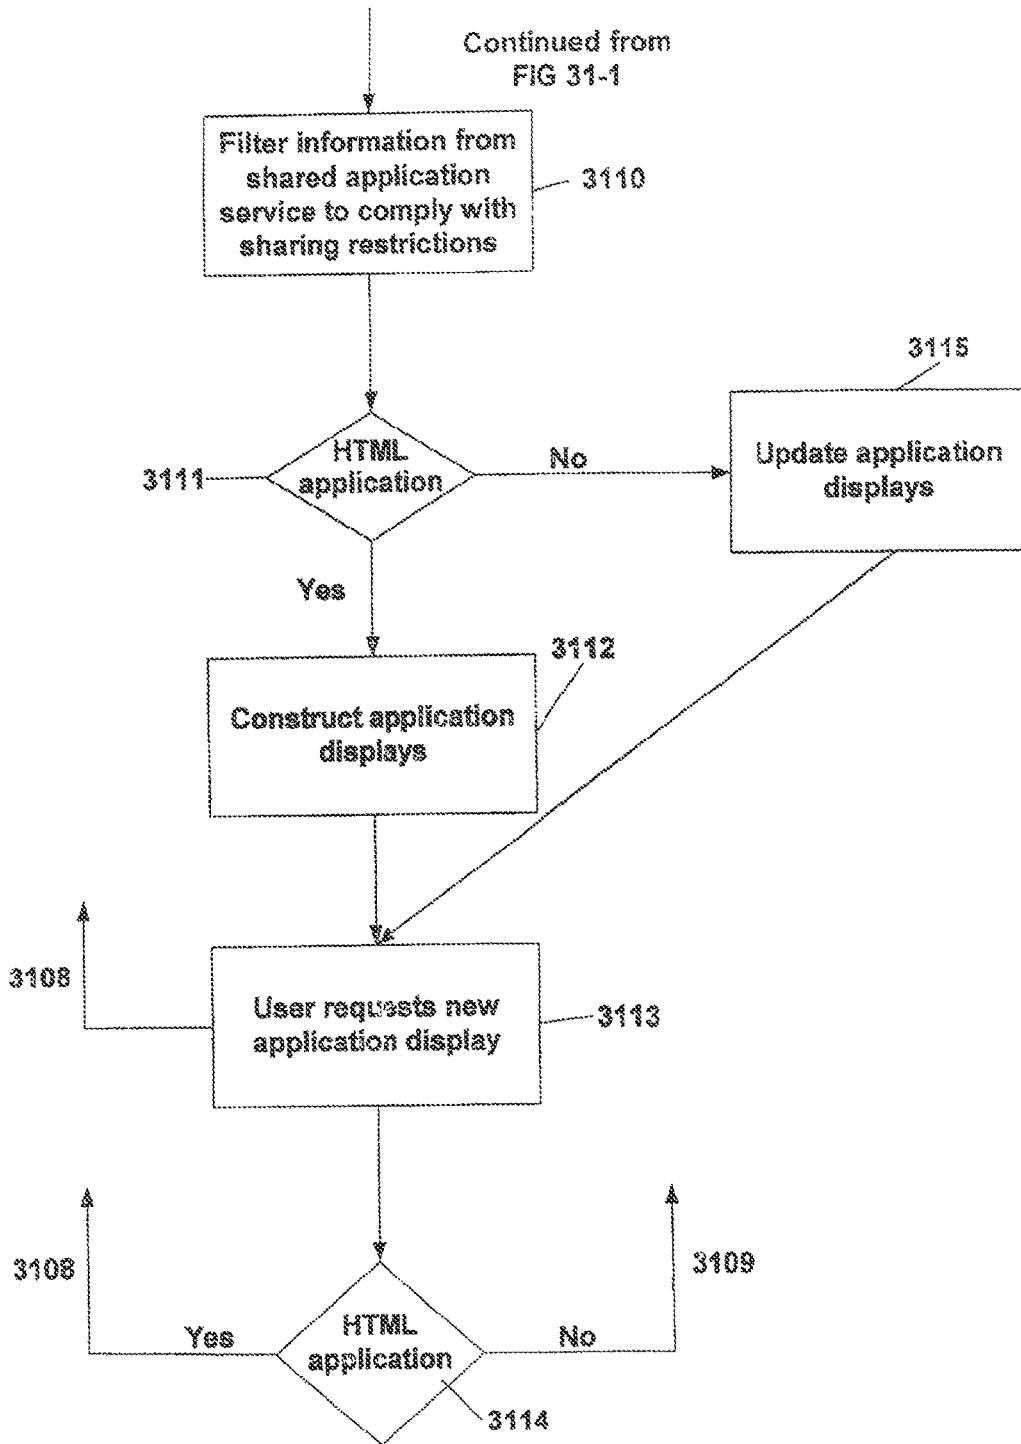 Continued from
FIG 31-1
Filter information from
shared application
service to comply with
sharing restrictions
3110
3115
HTML
application
3111
No
Update application
displays
Yes
3112
Construct application
displays
3108
User requests new
application display
3113
3108
3109
Yes
HTML
application
No
3114